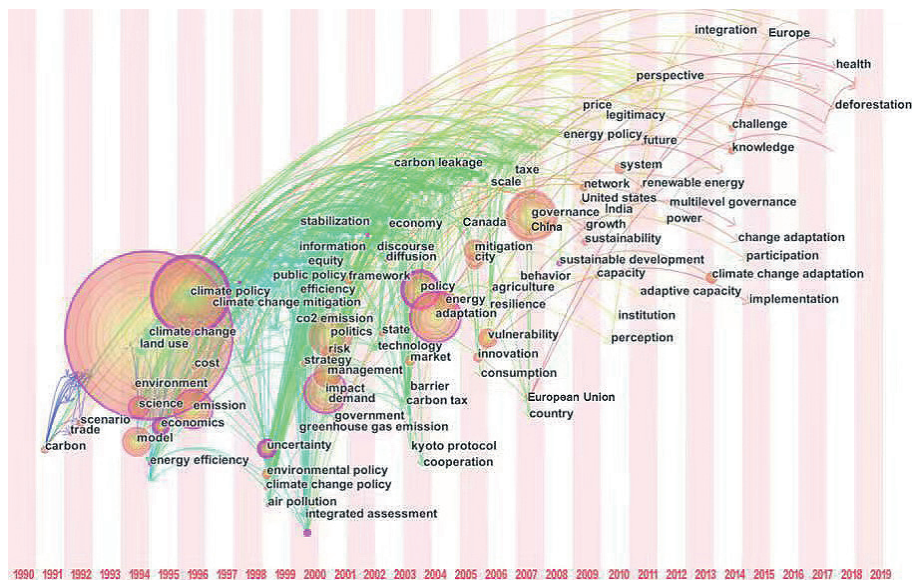 integration
Europe
health
perspective
deforestation
price
legitimacy
challenge
energy policy
future
knowledge
carbon leakage
taxe
system
scale
network
renewable energy
United states
multilevel governance
India
governance
power
stabilization
economy
Canada
growth
China
change adaptation
sustainability
information
discourse
mitigation
diffusion
city
participation
equity
sustainable development
public policy
framework
behavior
capacity
climate change adaptation
efficiency
policy
agriculture
climate policy
adaptive capacity
climate change mitigation
energy
resilience
implementation
adaptation
institution
co2 emission
climate change
politics
state
vulnerability
perception
land use
risk
technology
strategy
market
innovation
cost
management
consumption
environment
impact
barrier
demand
carbon tax
European Union
science
emission
government
country
scenario
economics
greenhouse gas emission
trade
model
carbon
uncertainty
kyoto protocol
energy efficiency
cooperation
environmental policy
climate change policy
air pollution
integrated assessment
1990 1991 1992 1993 1994 1995 1996 1997 1998 1999 2000 2001 2002 2003 2004 2005 2006 2007 2008 2009 2010 2011 2012 2013 2014 2015 2016 2017 2018 2019